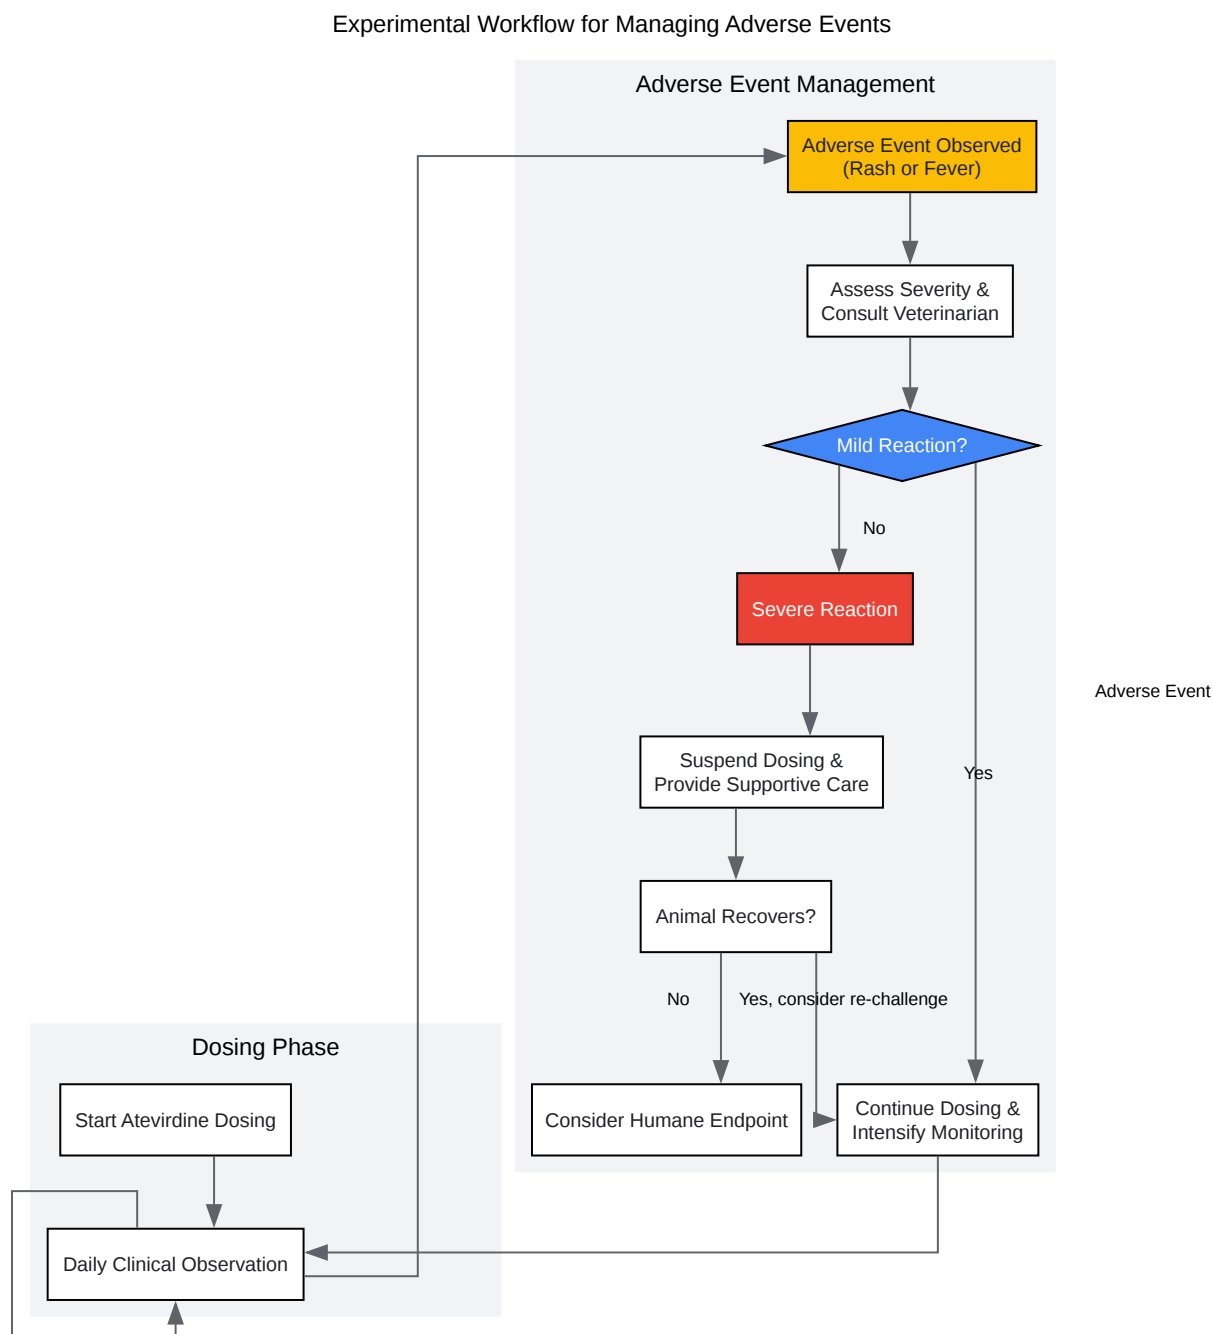 Experimental Workflow for Managing Adverse Events
Adverse Event Management
Adverse Event Observed
(Rash or Fever)
Assess Severity &
Consult Veterinarian
Mild Reaction?
No
Severe Reaction
Adverse Event
Suspend Dosing &
Provide Supportive Care
Yes
Animal Recovers?
No
Yes, consider re-challenge
Dosing Phase
Start Atevirdine Dosing
Consider Humane Endpoint
Continue Dosing &
Intensify Monitoring
Daily Clinical Observation